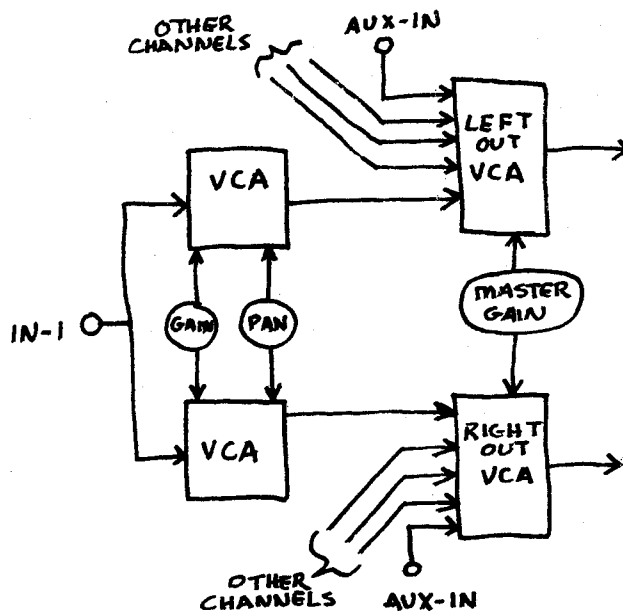 OTHER
CHANNELS
AUX-IN
LEFT
OUT
VCA
VCA
IN-1
GAIN
PAN
MASTER
GAIN
VCA
RIGHT
OUT
VCA
OTHER
CHANNELS
AUX-IN